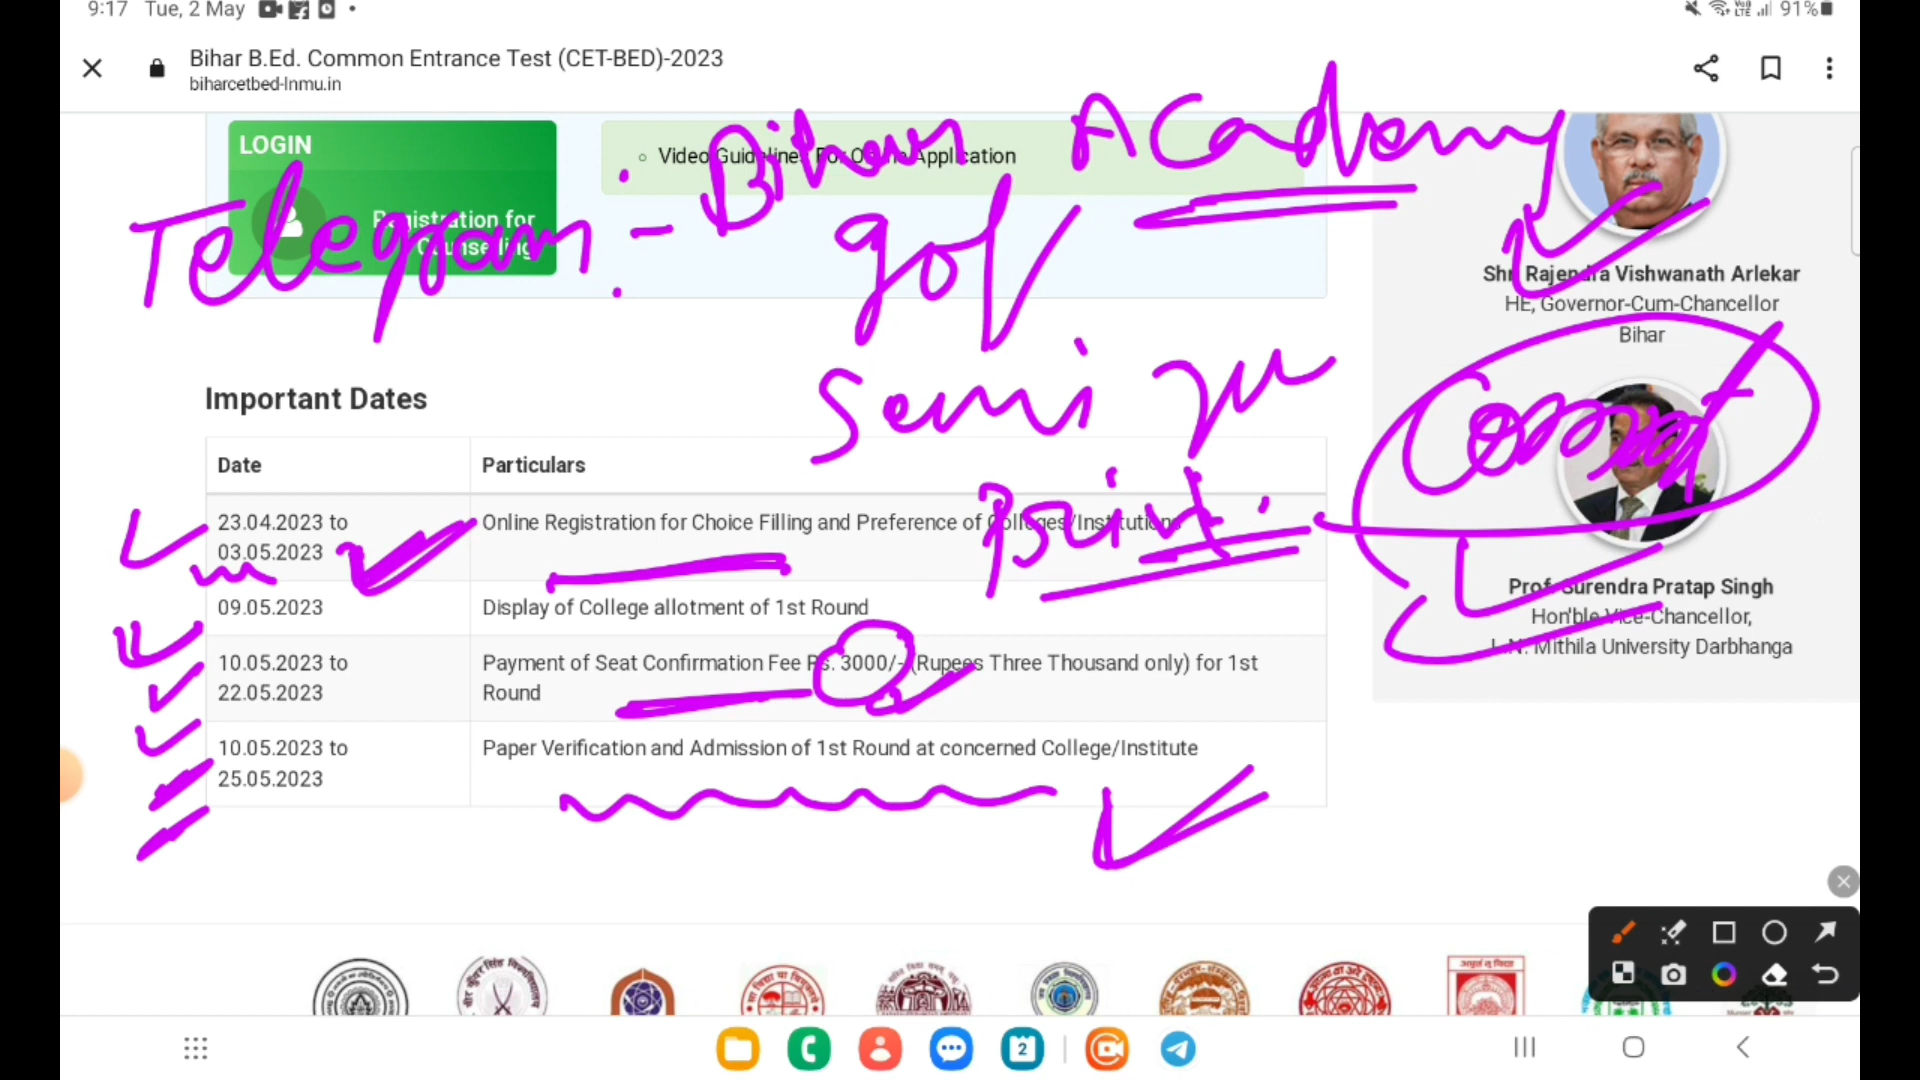 9:17 Tue, 2 May
91%
Bihar B.Ed. Common Entrance Test (CET-BED)-2023
biharcetbed-lnmu.in
LOGIN
Registration for
Counselling
Video Guidelines For Online Application
Telegram :- Bihar Academy
Semi
Print
Shri Rajendra Vishwanath Arlekar
HE, Governor-Cum-Chancellor
Bihar
Important Dates
Date Particulars
23.04.2023 to
03.05.2023
Online Registration for Choice Filling and Preference of Colleges/Institutions
09.05.2023
Display of College allotment of 1st Round
10.05.2023 to
22.05.2023
Payment of Seat Confirmation Fee Rs. 3000/- (Rupees Three Thousand only) for 1st
Round
10.05.2023 to
25.05.2023
Paper Verification and Admission of 1st Round at concerned College/Institute
Prof. Surendra Pratap Singh
Hon'ble Vice-Chancellor,
L.N. Mithila University Darbhanga
2